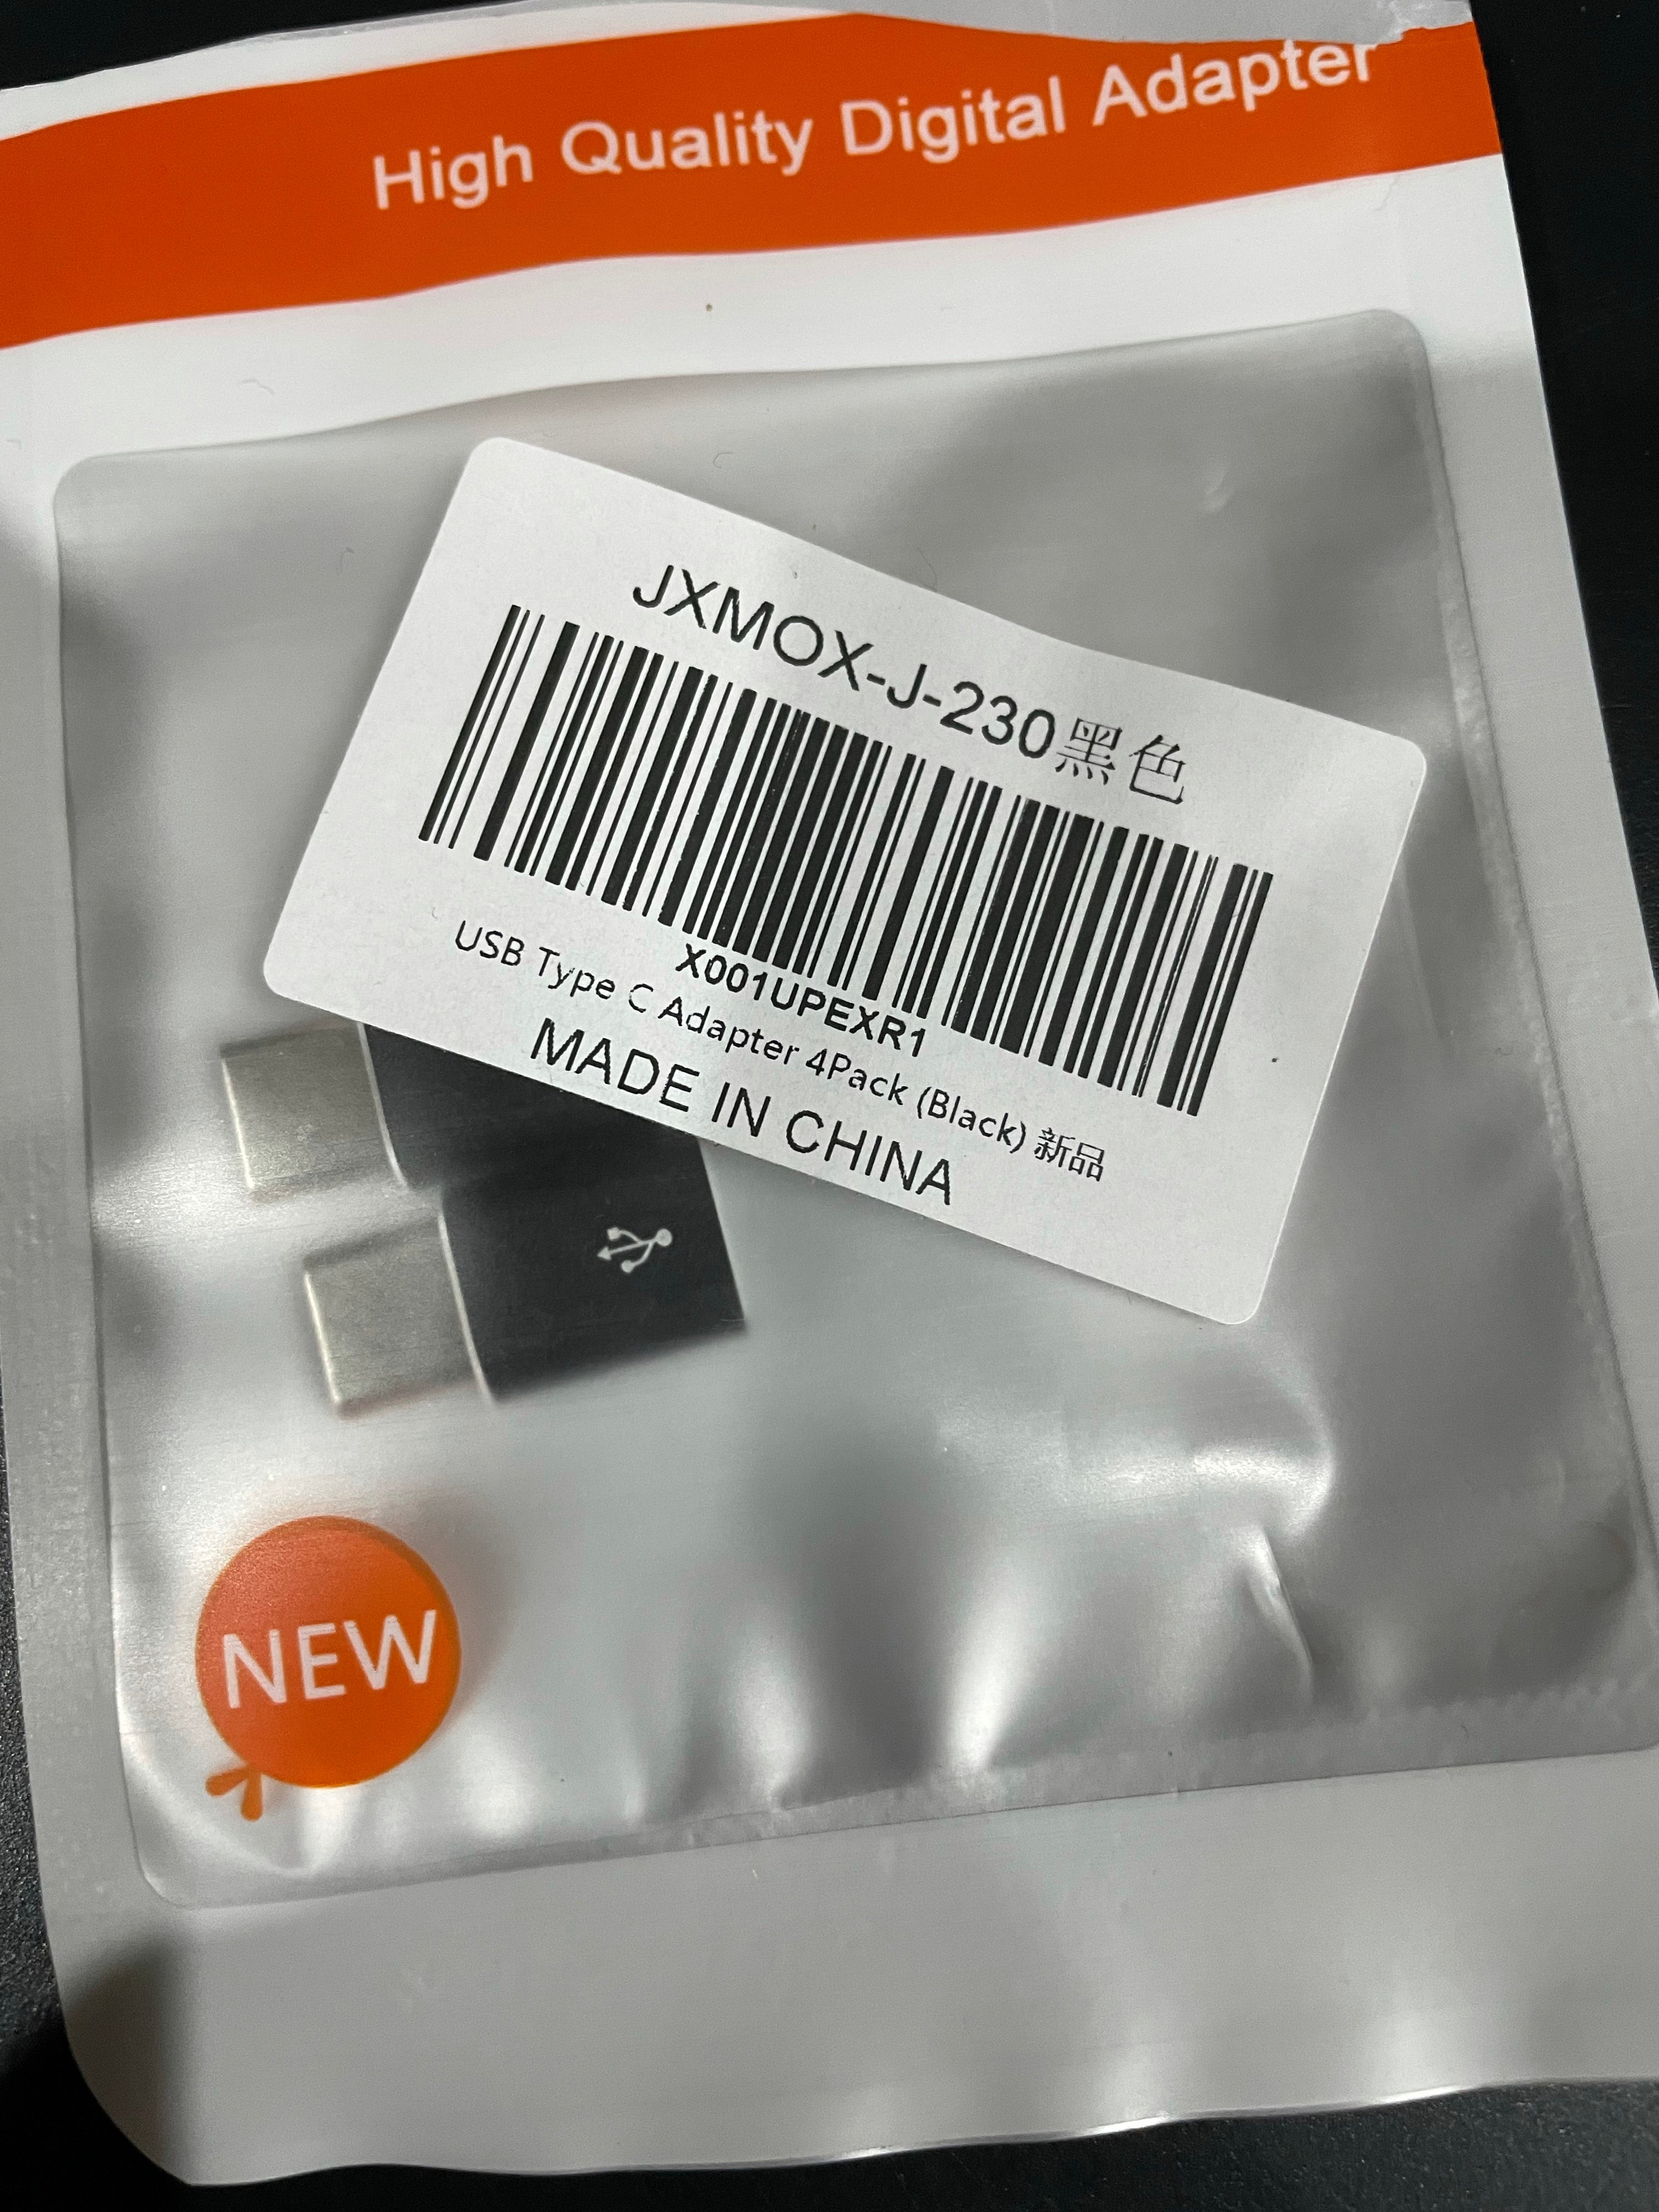 High Quality Digital Adapter
JXMOX-J-230黑色
X001UPEXR1
USB Type C Adapter 4Pack (Black) 新品
MADE IN CHINA
NEW